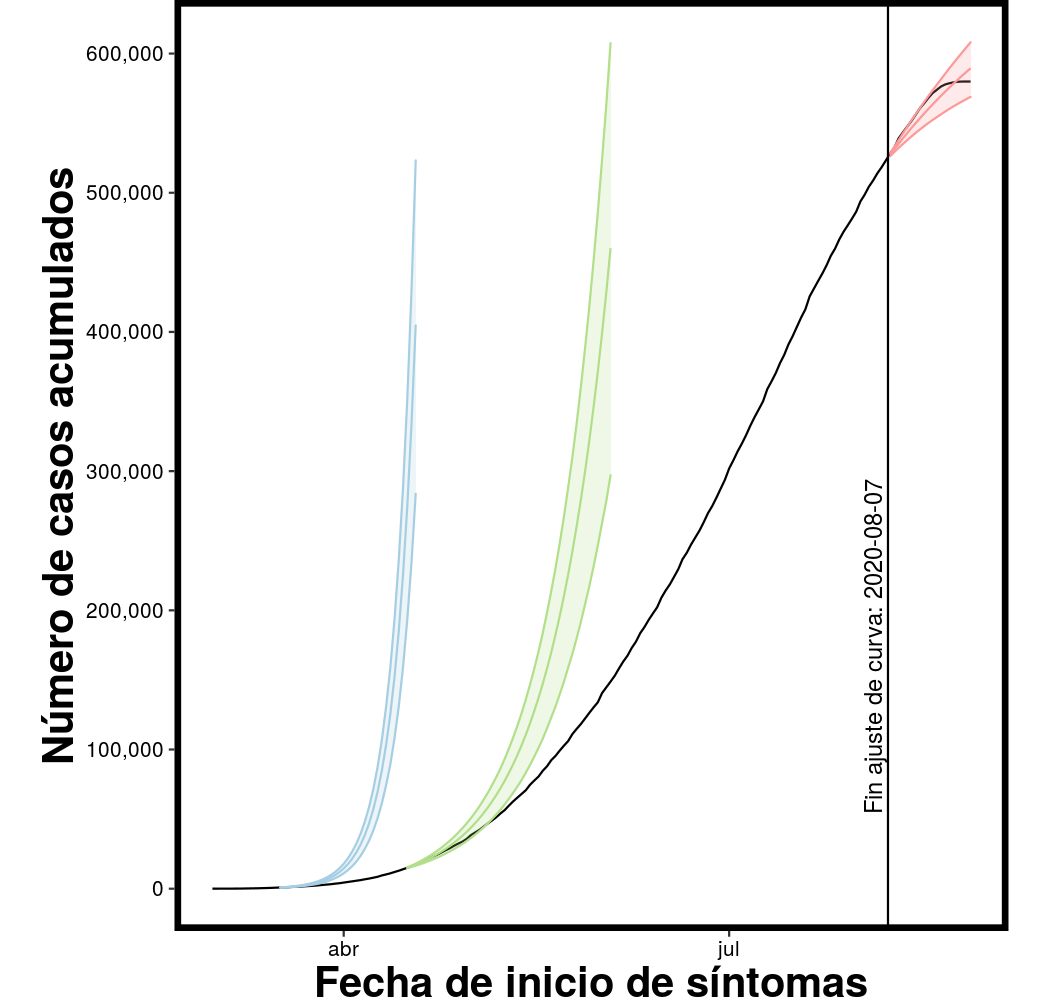 Número de casos acumulados
600,000
500,000
400,000
300,000
200,000
100,000
0
Fin ajuste de curva: 2020-08-07
abr
jul
Fecha de inicio de síntomas